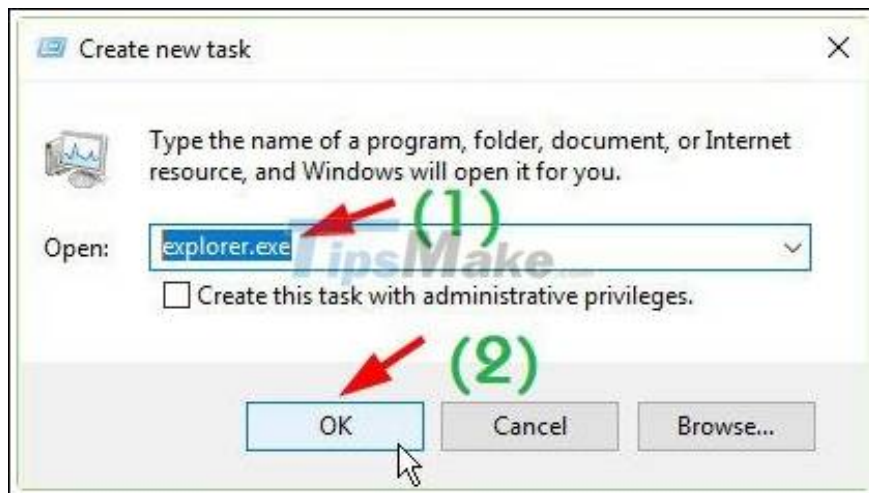 Create new task
Type the name of a program, folder, document, or Internet
resource, and Windows will open it for you.
(1)
Open: explorer.exe
TipsMake.com
Create this task with administrative privileges.
(2)
OK Cancel Browse...